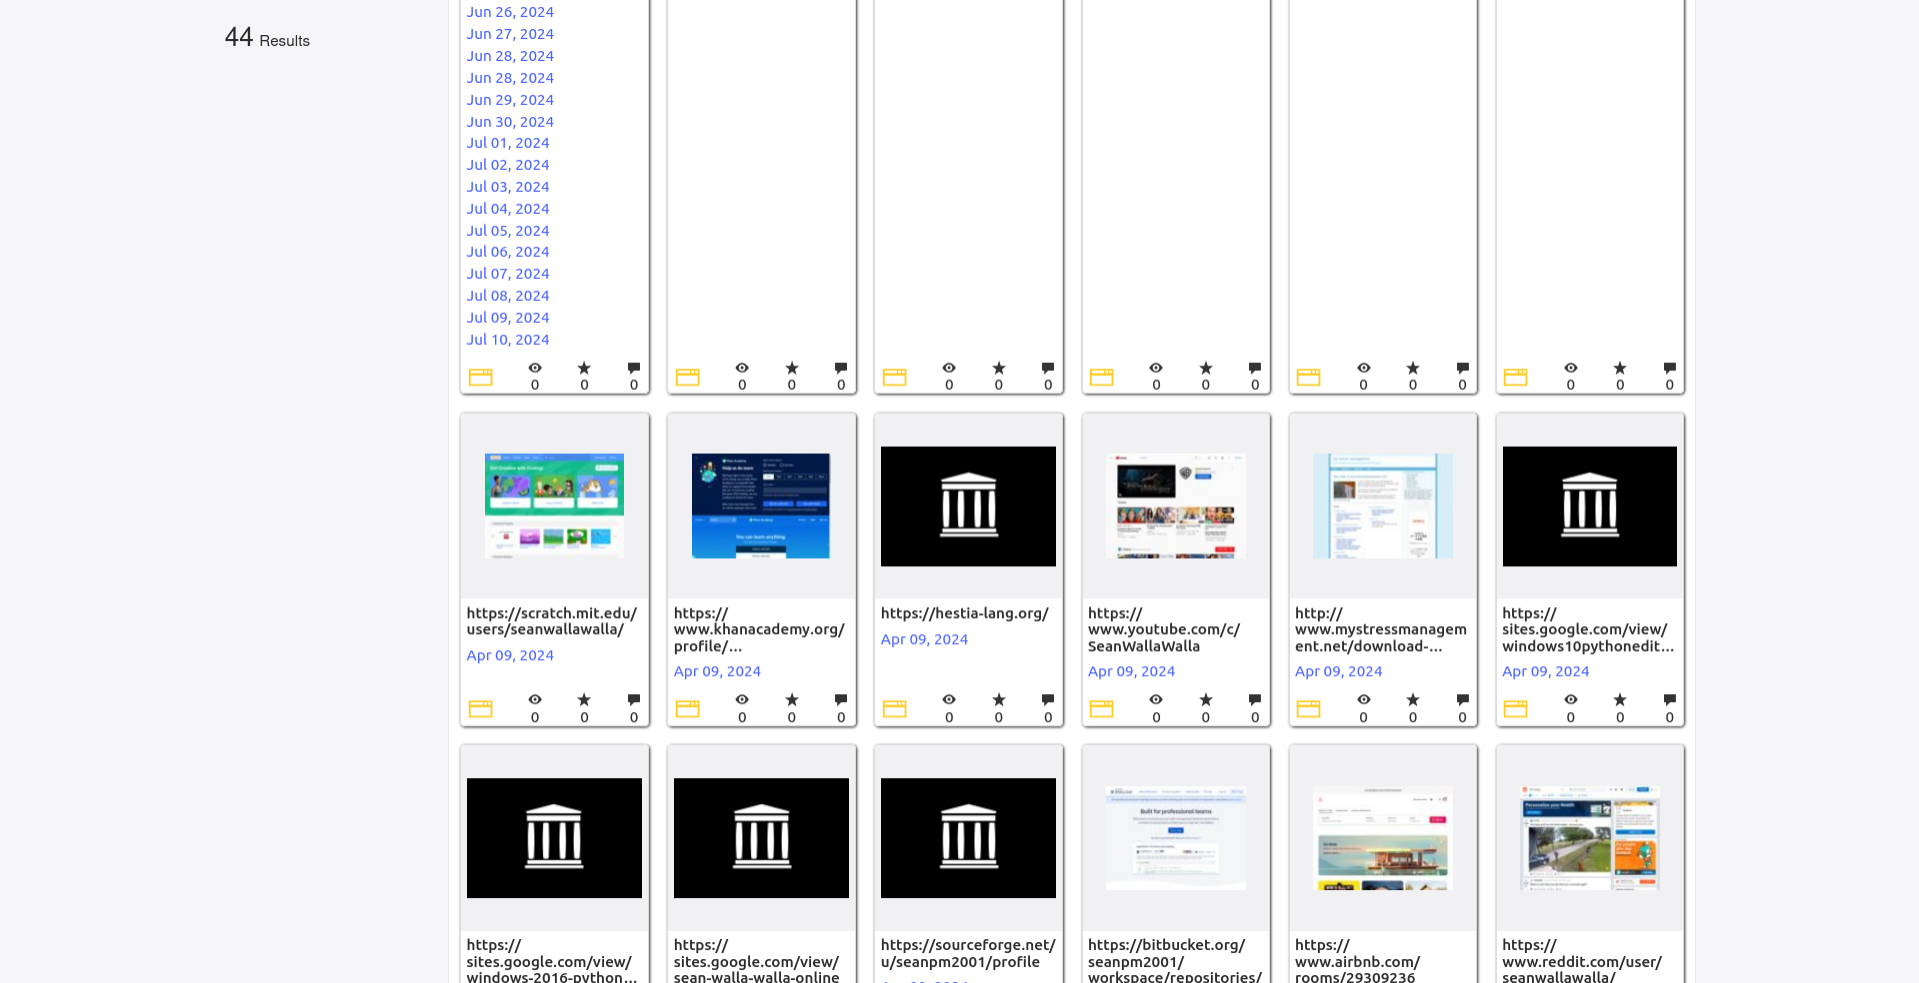 44 Results
Jun 26, 2024
Jun 27, 2024
Jun 28, 2024
Jun 28, 2024
Jun 29, 2024
Jun 30, 2024
Jul 01, 2024
Jul 02, 2024
Jul 03, 2024
Jul 04, 2024
Jul 05, 2024
Jul 06, 2024
Jul 07, 2024
Jul 08, 2024
Jul 09, 2024
Jul 10, 2024
0 0 0
0 0 0
0 0 0
0 0 0
0 0 0
0 0 0
https://scratch.mit.edu/
users/seanwallawalla/
Apr 09, 2024
0 0 0
https://
www.khanacademy.org/
profile/...
Apr 09, 2024
0 0 0
https://hestia-lang.org/
Apr 09, 2024
0 0 0
https://
www.youtube.com/c/
SeanWallaWalla
Apr 09, 2024
0 0 0
http://
www.mystressmanagem
ent.net/download-...
Apr 09, 2024
0 0 0
https://
sites.google.com/view/
windows10pythonedit...
Apr 09, 2024
0 0 0
https://
sites.google.com/view/
windows-2016-python...
https://
sites.google.com/view/
sean-walla-walla-online
https://sourceforge.net/
u/seanpm2001/profile
Built for professional teams
https://bitbucket.org/
seanpm2001/
workspace/repositories/
https://
www.airbnb.com/
rooms/29309236
https://
www.reddit.com/user/
seanwallawalla/